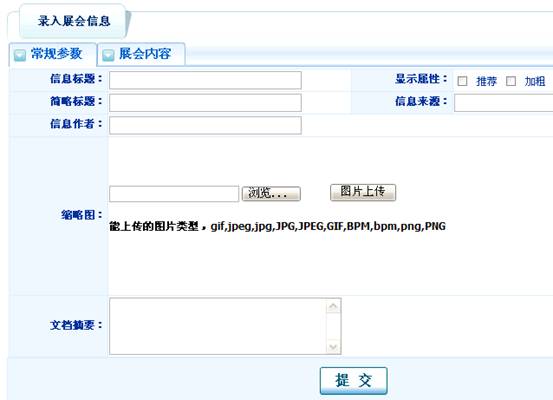 录入展会信息
常规参数 展会内容
信息标题： 显示属性： 推荐 加粗
简略标题： 信息来源：
信息作者：
浏览... 图片上传
缩略图：
能上传的图片类型，gif,jpeg,jpg,JPG,JPEG,GIF,BPM,bpm,png,PNG
文档摘要：
提 交